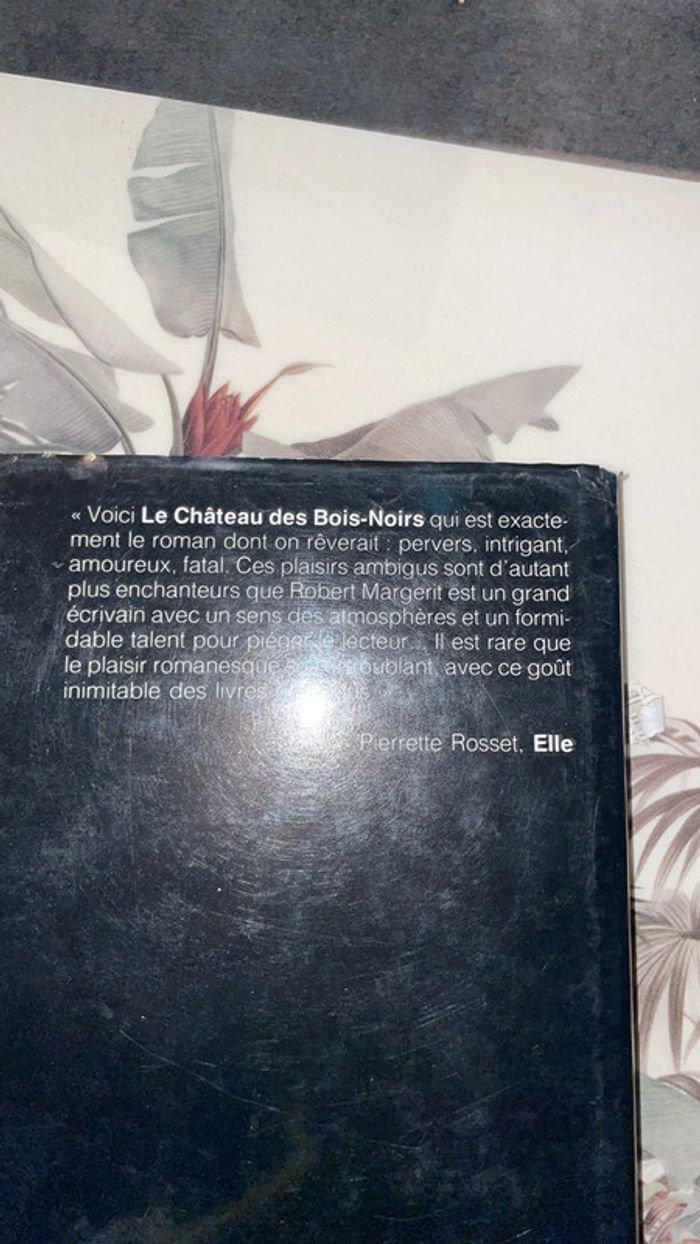 « Voici Le Château des Bois-Noirs qui est exacte-
ment le roman dont on rêverait : pervers, intrigant,
amoureux, fatal. Ces plaisirs ambigus sont d'autant
plus enchanteurs que Robert Margerit est un grand
écrivain avec un sens des atmosphères et un formi-
dable talent pour piéger le lecteur... Il est rare que
le plaisir romanesque troublant, avec ce goût
inimitable des livres
Pierrette Rosset, Elle